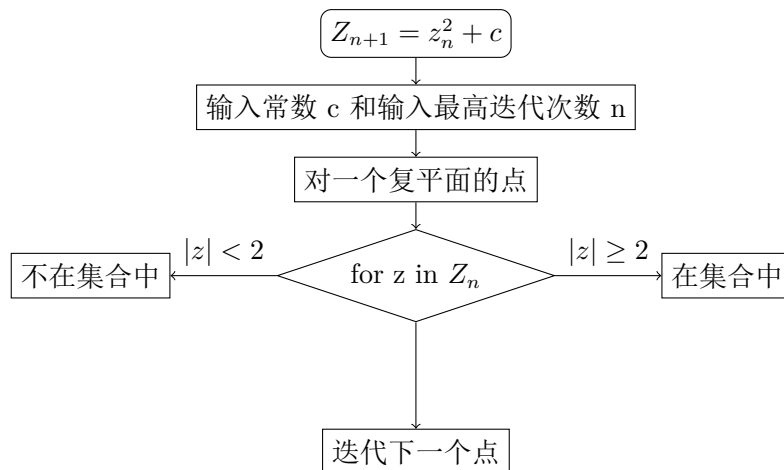 Z_{n+1} = z_n^2 + c
输入常数 c 和输入最高迭代次数 n
对一个复平面的点
|z| < 2
|z| ≥ 2
不在集合中
for z in Z_n
在集合中
迭代下一个点